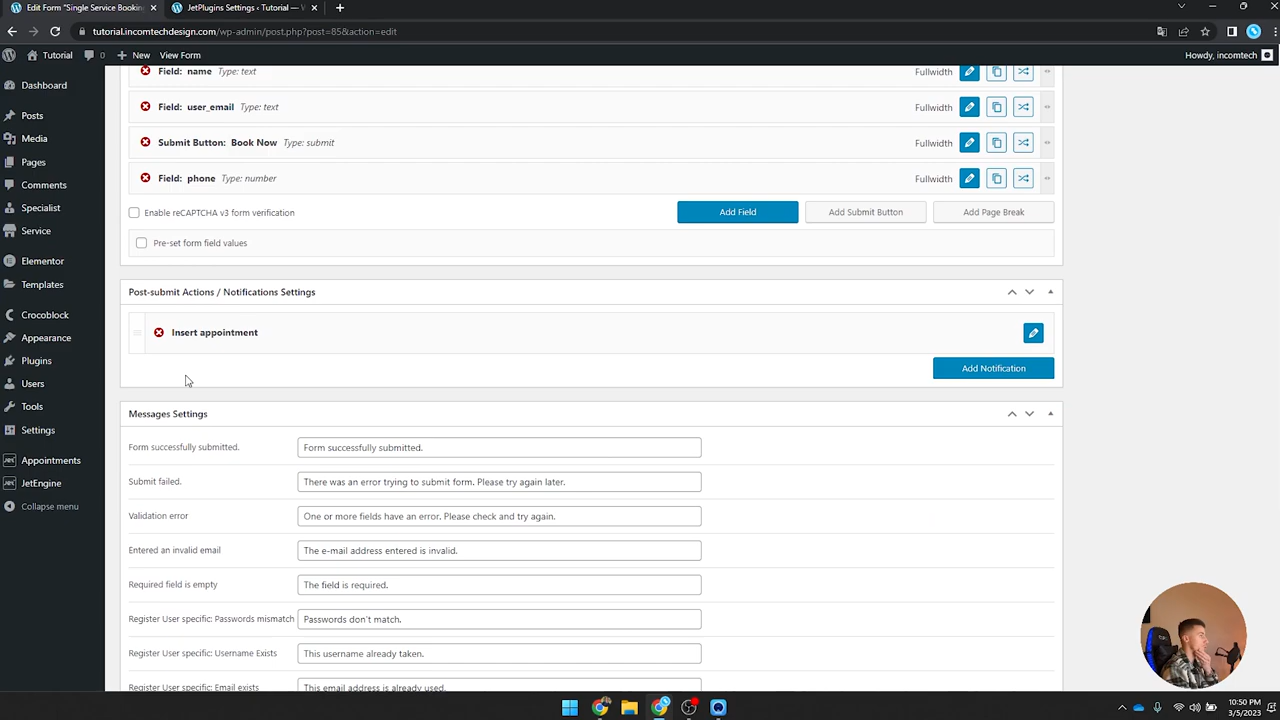 Edit Form "Single Service Booking
JetPlugins Settings ‹ Tutorial — W
tutorial.incomtechdesign.com/wp-admin/post.php?post=85&action=edit
Tutorial
0
New
View Form
Howdy, incomtech
Dashboard
Posts
Media
Pages
Comments
Specialist
Service
Elementor
Templates
Crocoblock
Appearance
Plugins
Users
Tools
Settings
Appointments
JetEngine
Collapse menu
Field: name Type: text Fullwidth
Field: user_email Type: text Fullwidth
Submit Button: Book Now Type: submit Fullwidth
Field: phone Type: number Fullwidth
Enable reCAPTCHA v3 form verification
Add Field
Add Submit Button
Add Page Break
Pre-set form field values
Post-submit Actions / Notifications Settings
Insert appointment
Add Notification
Messages Settings
Form successfully submitted. Form successfully submitted.
Submit failed. There was an error trying to submit form. Please try again later.
Validation error One or more fields have an error. Please check and try again.
Entered an invalid email The e-mail address entered is invalid.
Required field is empty The field is required.
Register User specific: Passwords mismatch Passwords don't match.
Register User specific: Username Exists This username already taken.
Register User specific: Email exists This email address is already used.
10:50 PM
3/5/2023